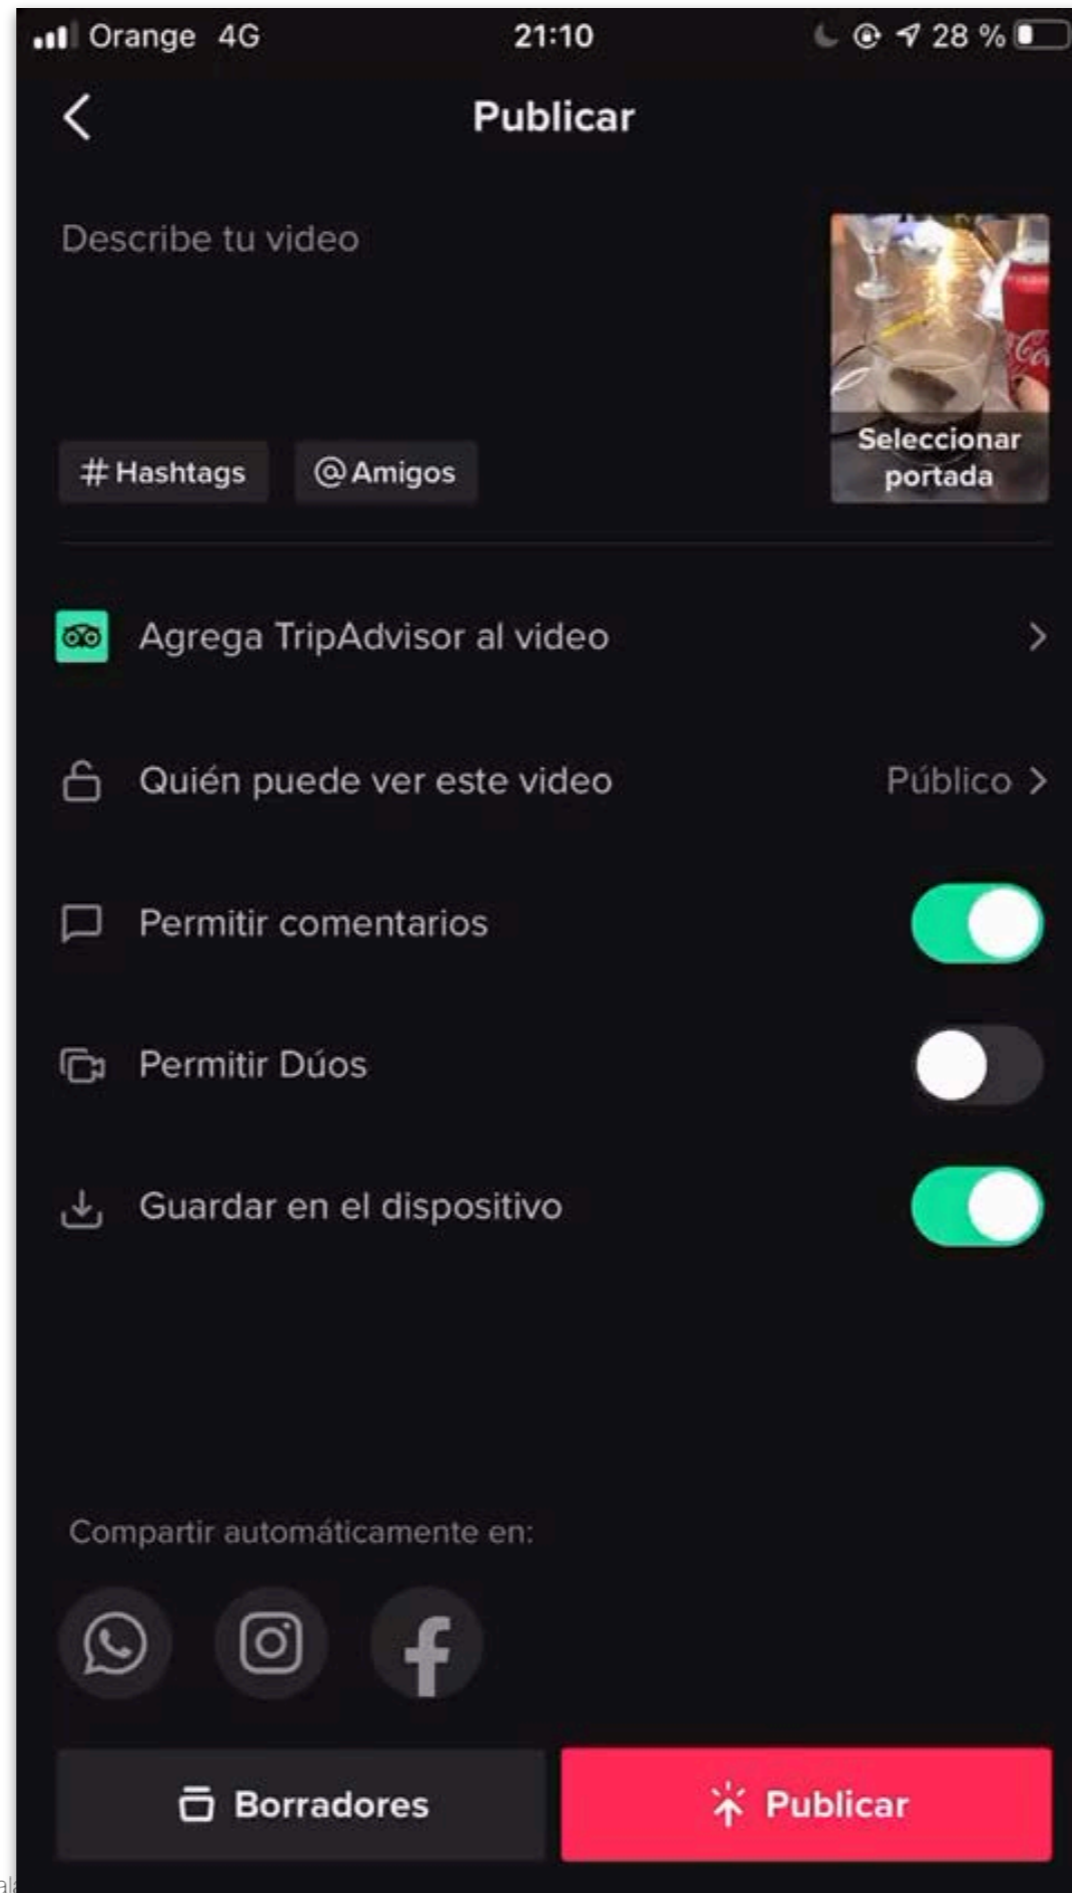 Orange 4G 21:10 28 %
Publicar
Describe tu video
Seleccionar
portada
# Hashtags @ Amigos
Agrega TripAdvisor al video
Quién puede ver este video Público
Permitir comentarios
Permitir Dúos
Guardar en el dispositivo
Compartir automáticamente en:
Borradores Publicar